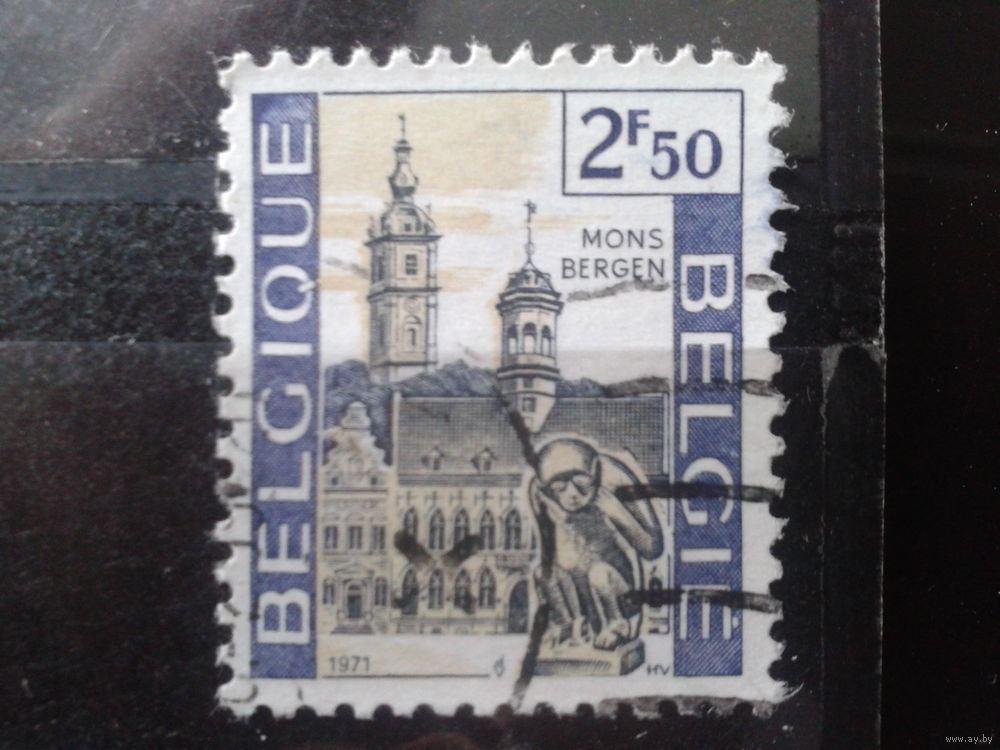 BELGIQUE
2F50
MONS
BERGEN
BELGIË
1971
HV
www.ay.by